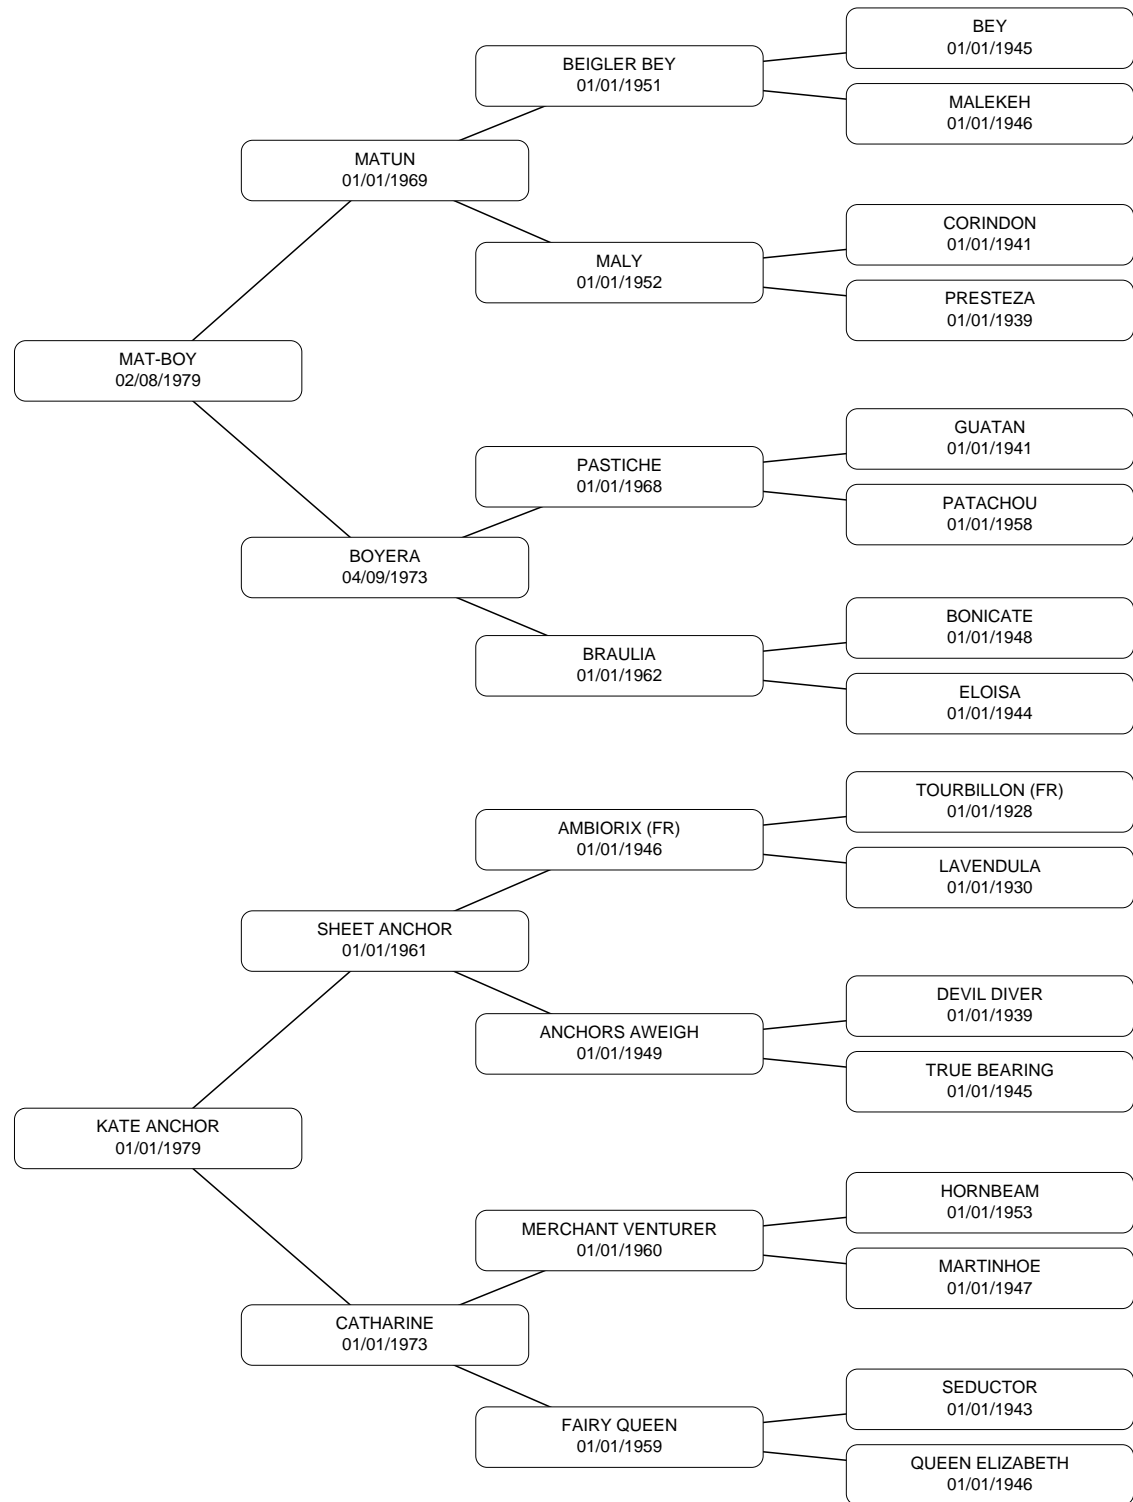 BEY
01/01/1945
BEIGLER BEY
01/01/1951
MALEKEH
01/01/1946
MATUN
01/01/1969
CORINDON
01/01/1941
MALY
01/01/1952
PRESTEZA
01/01/1939
MAT-BOY
02/08/1979
GUATAN
01/01/1941
PASTICHE
01/01/1968
PATACHOU
01/01/1958
BOYERA
04/09/1973
BONICATE
01/01/1948
BRAULIA
01/01/1962
ELOISA
01/01/1944
TOURBILLON (FR)
01/01/1928
AMBIORIX (FR)
01/01/1946
LAVENDULA
01/01/1930
SHEET ANCHOR
01/01/1961
DEVIL DIVER
01/01/1939
ANCHORS AWEIGH
01/01/1949
TRUE BEARING
01/01/1945
KATE ANCHOR
01/01/1979
HORNBEAM
01/01/1953
MERCHANT VENTURER
01/01/1960
MARTINHOE
01/01/1947
CATHARINE
01/01/1973
SEDUCTOR
01/01/1943
FAIRY QUEEN
01/01/1959
QUEEN ELIZABETH
01/01/1946